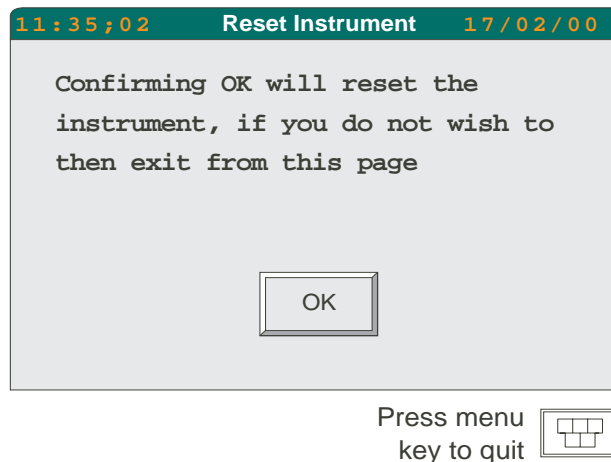 11:35;02 Reset Instrument 17/02/00
Confirming OK will reset the
instrument, if you do not wish to
then exit from this page
OK
Press menu
key to quit